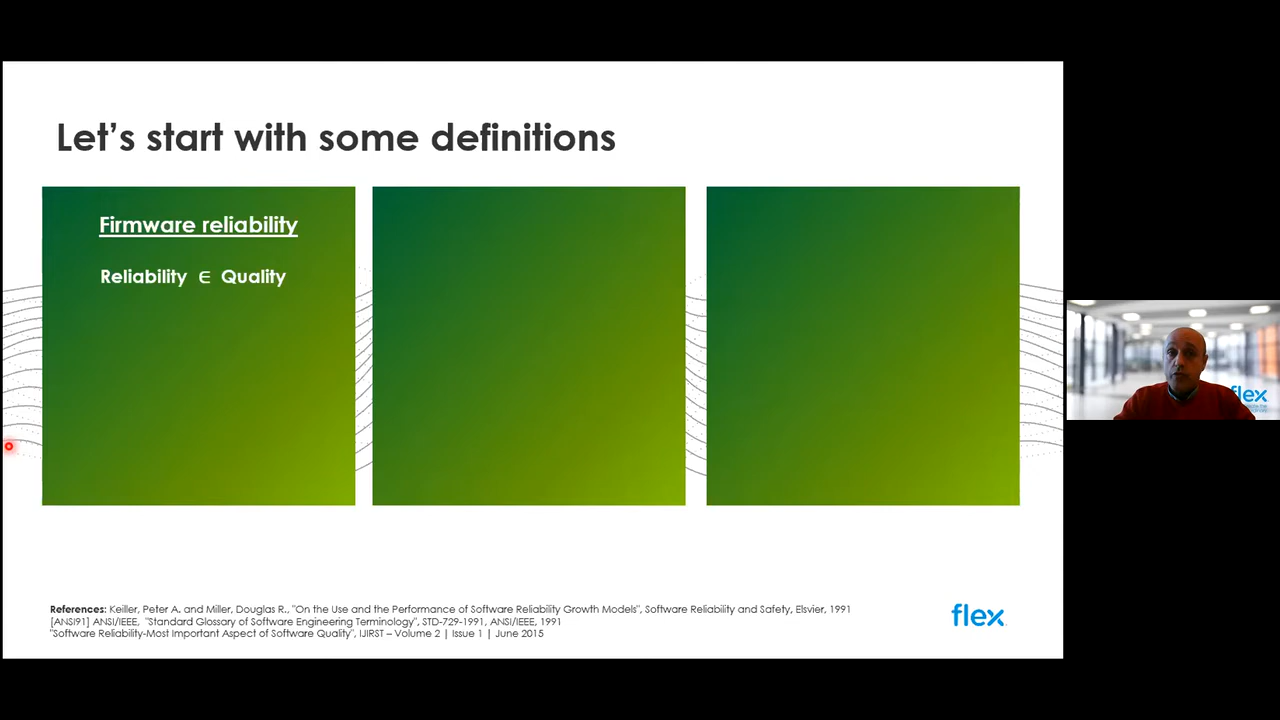 Let's start with some definitions
Firmware reliability
Reliability ∈ Quality
References: Keiller, Peter A. and Miller, Douglas R., "On the Use and the Performance of Software Reliability Growth Models", Software Reliability and Safety, Elsvier, 1991
[ANSI91] ANSI/IEEE, "Standard Glossary of Software Engineering Terminology", STD-729-1991, ANSI/IEEE, 1991
"Software Reliability-Most Important Aspect of Software Quality", IJIRST – Volume 2 | Issue 1 | June 2015
flex
flex